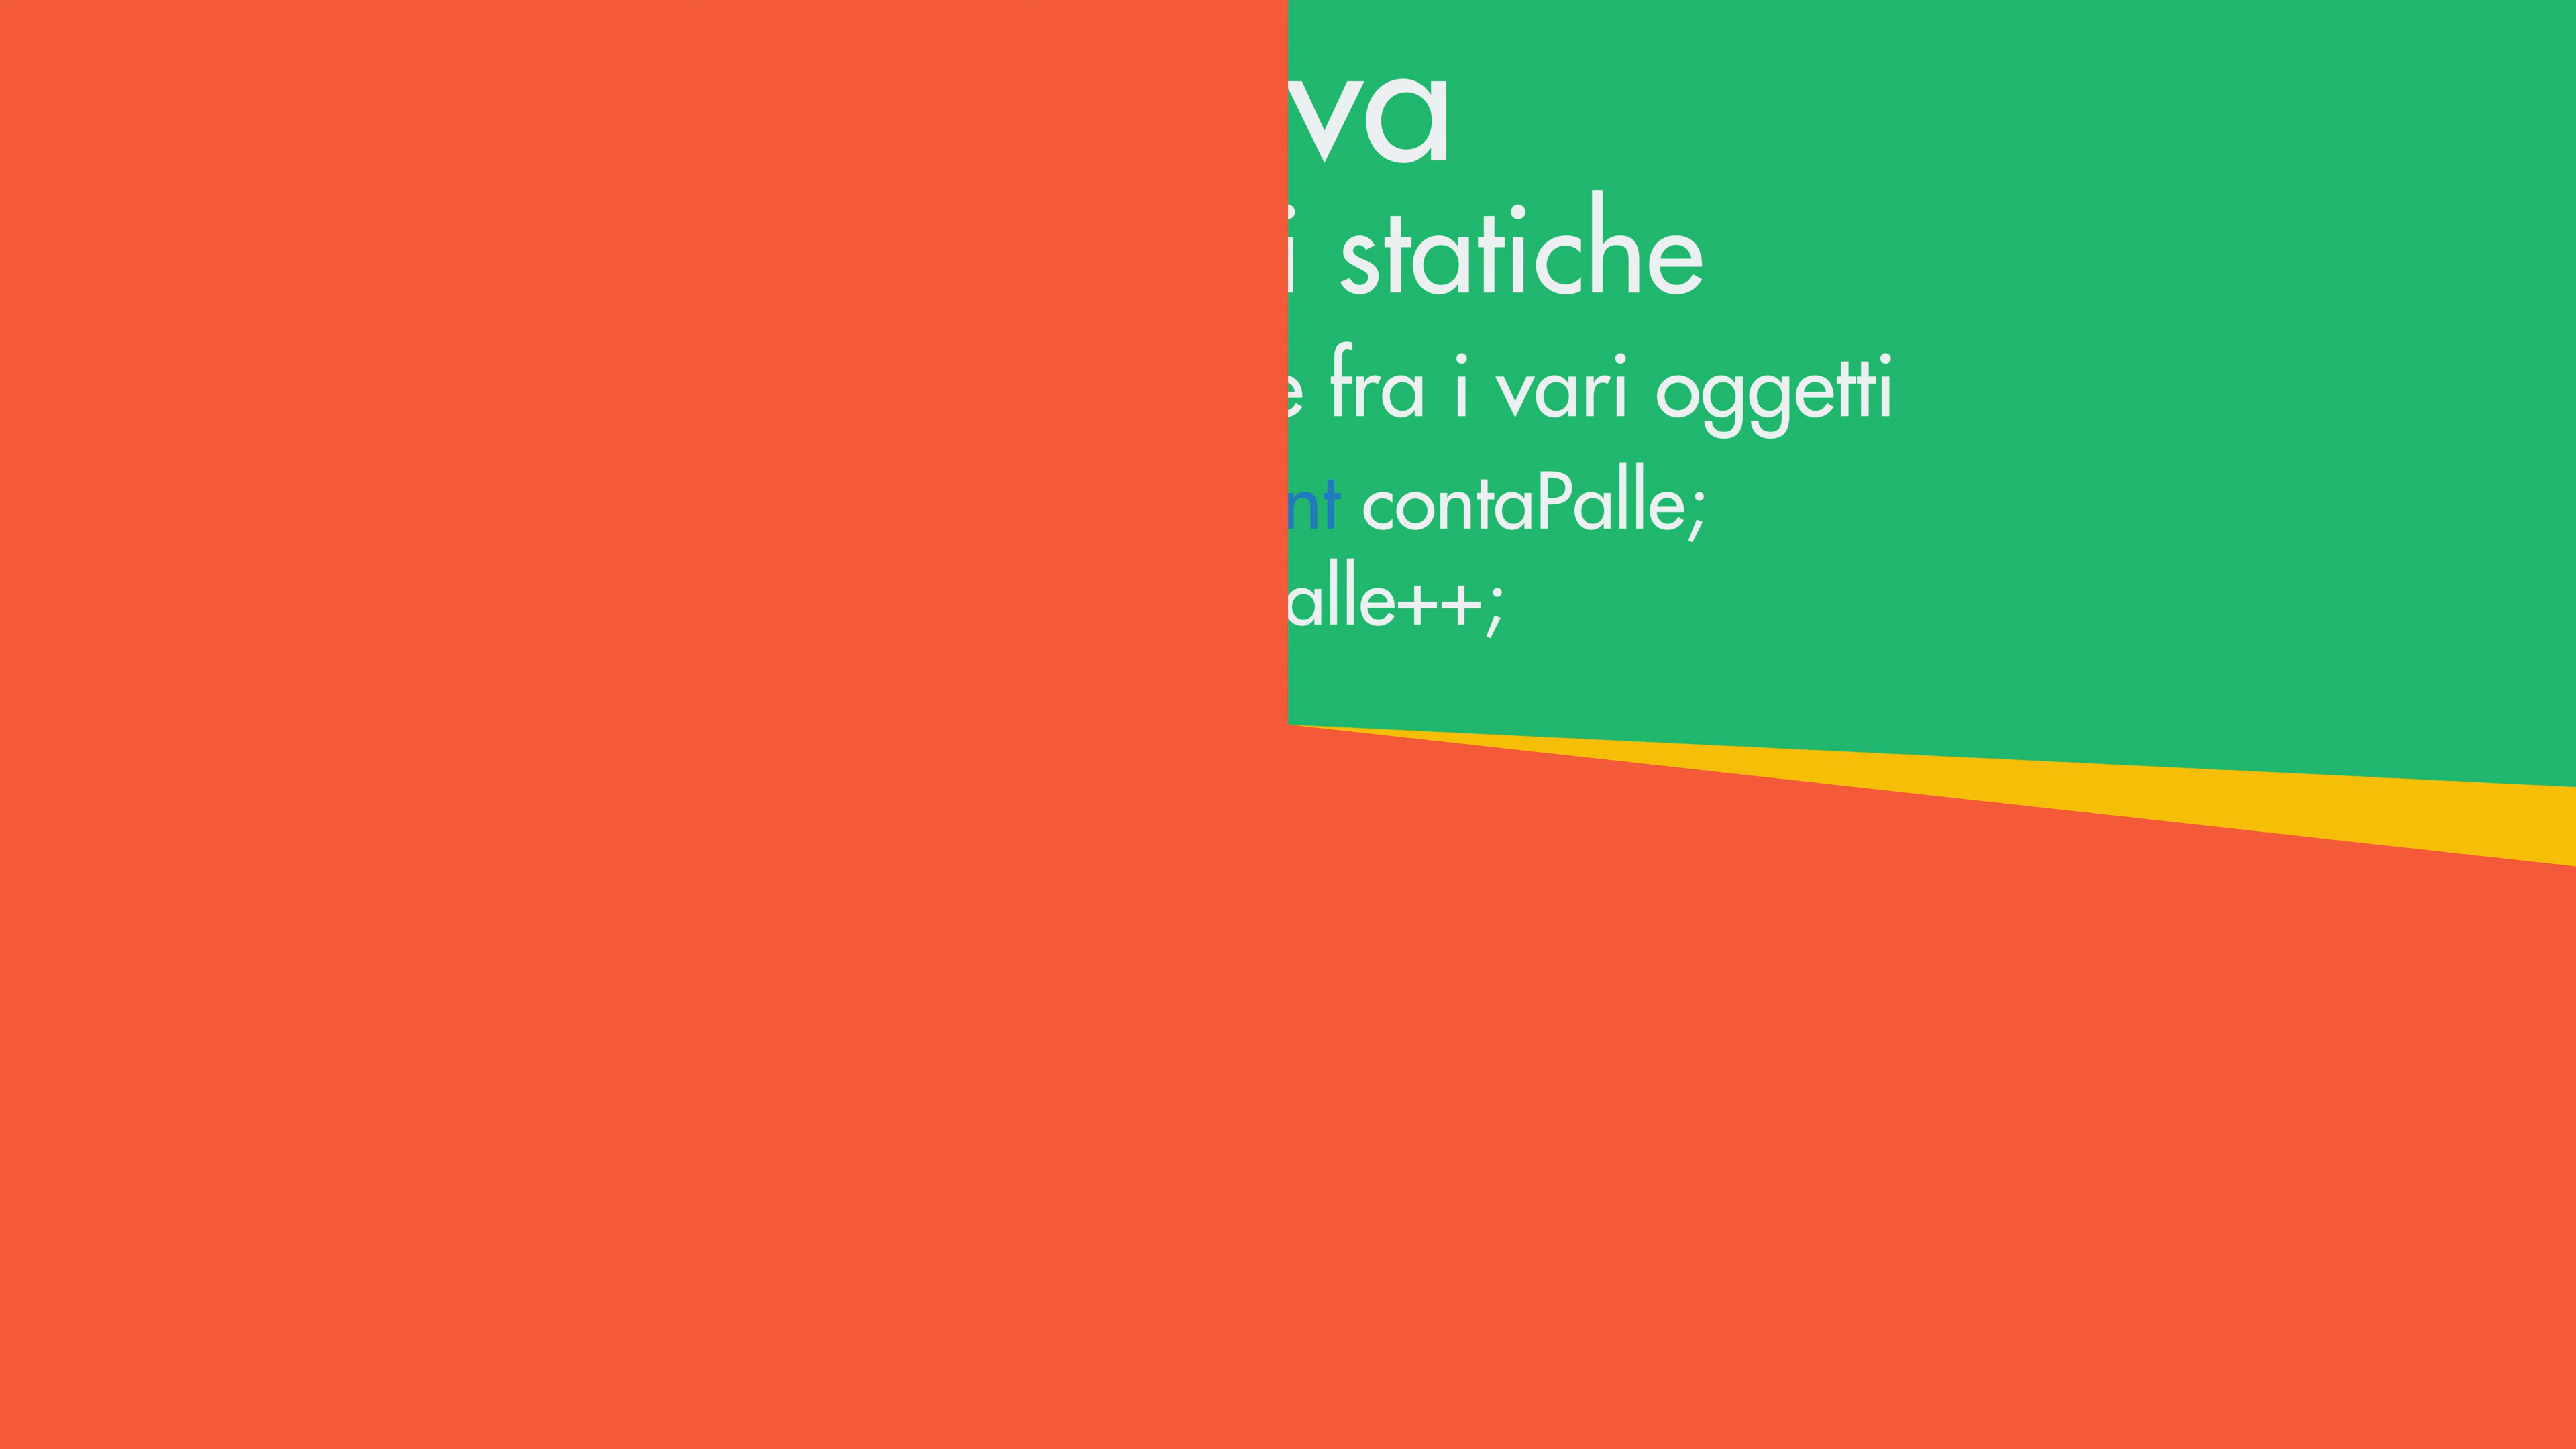 va
i statiche
e fra i vari oggetti
nt contaPalle;
alle++;